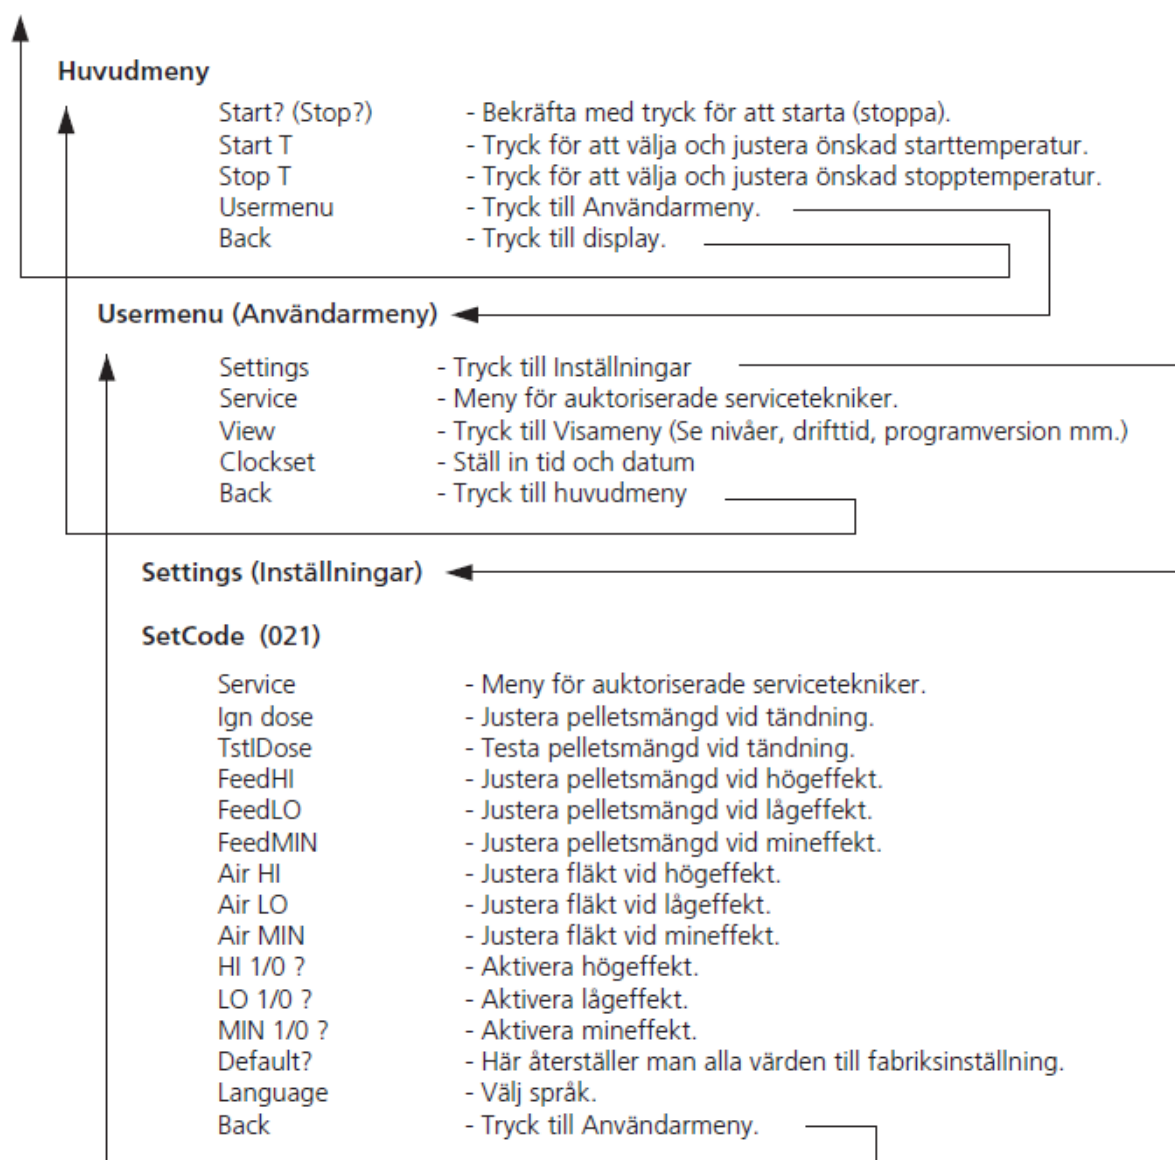 Huvudmeny
Start? (Stop?) - Bekräfta med tryck för att starta (stoppa).
Start T - Tryck för att välja och justera önskad starttemperatur.
Stop T - Tryck för att välja och justera önskad stopptemperatur.
Usermenu - Tryck till Användarmeny.
Back - Tryck till display.
Usermenu (Användarmeny)
Settings - Tryck till Inställningar
Service - Meny för auktoriserade servicetekniker.
View - Tryck till Visameny (Se nivåer, drifttid, programversion mm.)
Clockset - Ställ in tid och datum
Back - Tryck till huvudmeny
Settings (Inställningar)
SetCode (021)
Service - Meny för auktoriserade servicetekniker.
Ign dose - Justera pelletsmängd vid tändning.
TstIDose - Testa pelletsmängd vid tändning.
FeedHI - Justera pelletsmängd vid högeffekt.
FeedLO - Justera pelletsmängd vid lågeffekt.
FeedMIN - Justera pelletsmängd vid mineffekt.
Air HI - Justera fläkt vid högeffekt.
Air LO - Justera fläkt vid lågeffekt.
Air MIN - Justera fläkt vid mineffekt.
HI 1/0 ? - Aktivera högeffekt.
LO 1/0 ? - Aktivera lågeffekt.
MIN 1/0 ? - Aktivera mineffekt.
Default? - Här återställer man alla värden till fabriksinställning.
Language - Välj språk.
Back - Tryck till Användarmeny.